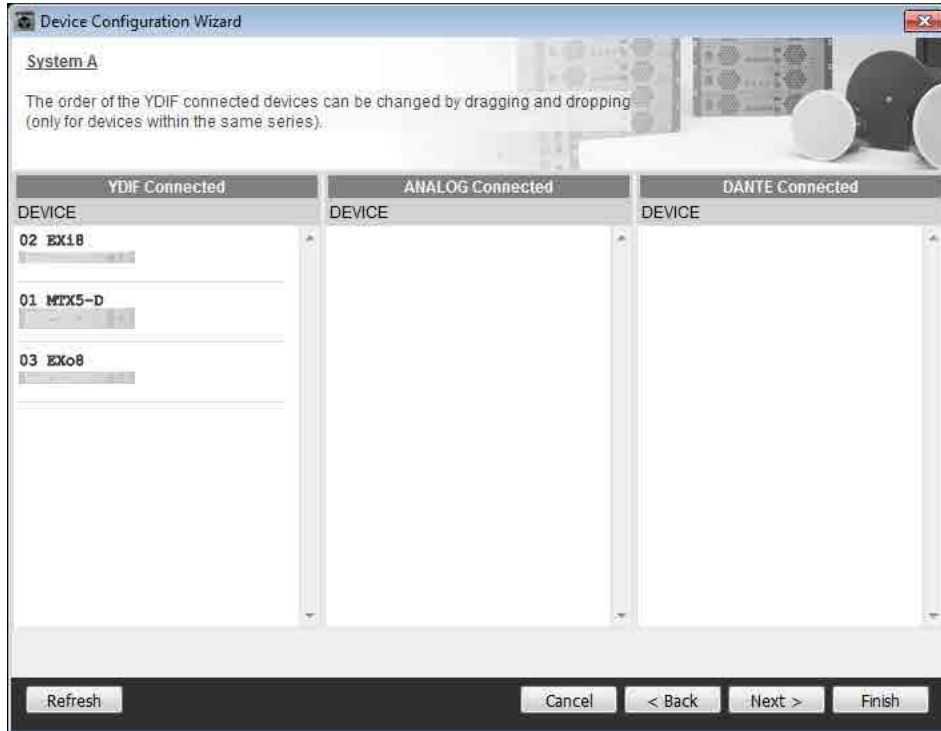 Device Configuration Wizard
System A
The order of the YDIF connected devices can be changed by dragging and dropping
(only for devices within the same series).
YDIF Connected
ANALOG Connected
DANTE Connected
DEVICE
DEVICE
DEVICE
02 EXi8
01 MTX5-D
03 EXo8
Refresh
Cancel
< Back
Next >
Finish